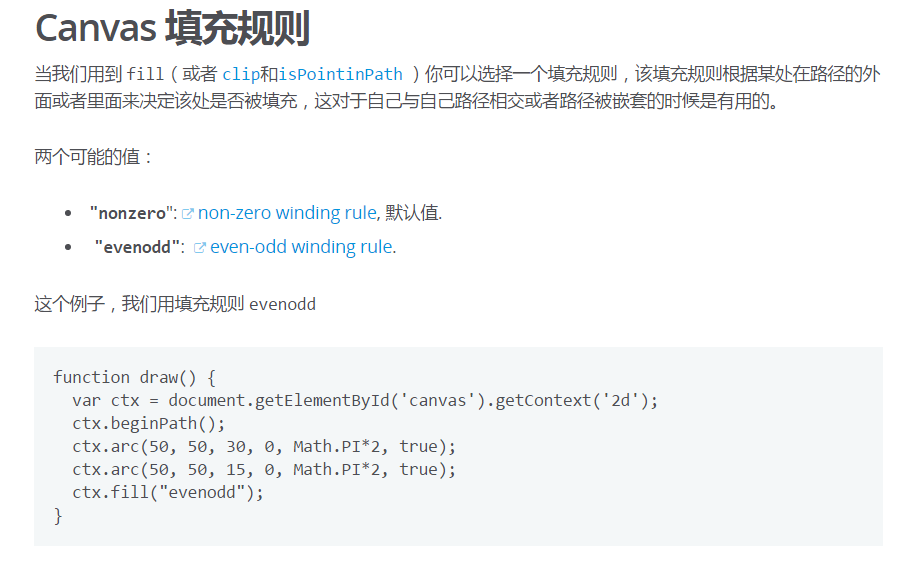 Canvas 填充规则
当我们用到 fill（或者 clip和isPointinPath ）你可以选择一个填充规则，该填充规则根据某处在路径的外
面或者里面来决定该处是否被填充，这对于自己与自己路径相交或者路径被嵌套的时候是有用的。
两个可能的值：
• "nonzero": non-zero winding rule, 默认值.
• "evenodd": even-odd winding rule.
这个例子，我们用填充规则 evenodd
function draw() {
  var ctx = document.getElementById('canvas').getContext('2d');
  ctx.beginPath();
  ctx.arc(50, 50, 30, 0, Math.PI*2, true);
  ctx.arc(50, 50, 15, 0, Math.PI*2, true);
  ctx.fill("evenodd");
}